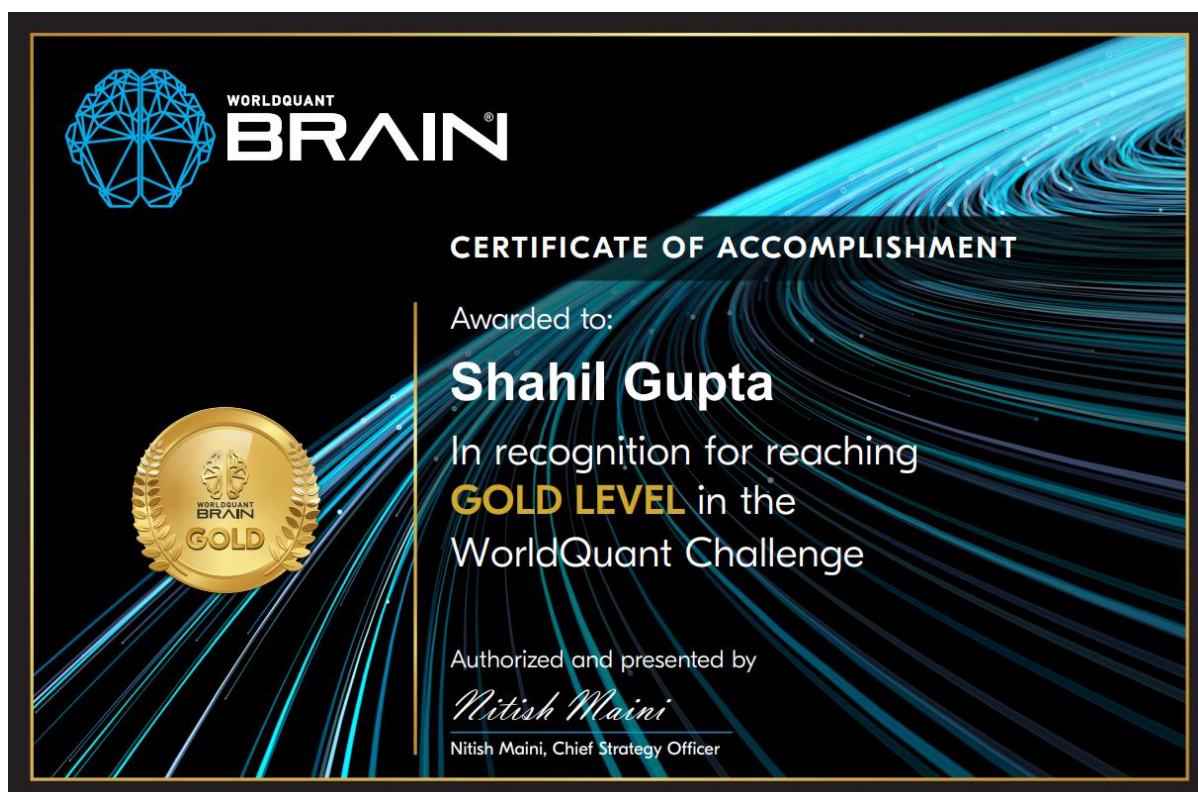 WORLDQUANT
BRAIN®
CERTIFICATE OF ACCOMPLISHMENT
Awarded to:
Shahil Gupta
In recognition for reaching
GOLD LEVEL in the
WorldQuant Challenge
WORLDQUANT
BRAIN
GOLD
Authorized and presented by
Nitish Maini
Nitish Maini, Chief Strategy Officer